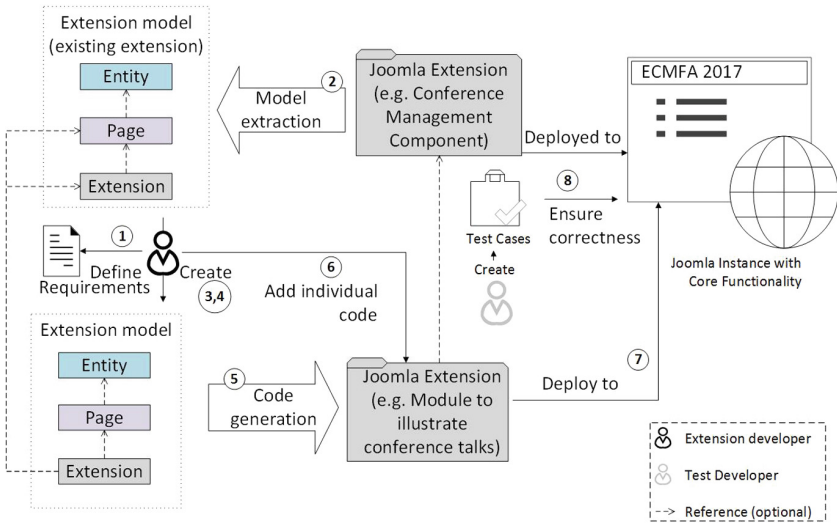 Extension model
(existing extension)
Entity
Page
Extension
2
Model
extraction
Joomla Extension
(e.g. Conference
Management
Component)
Deployed to
ECMFA 2017
Joomla Instance with
Core Functionality
8
Ensure
correctness
Test Cases
Create
1
Define
Requirements
Create
3,4
6
Add individual
code
Extension model
Entity
Page
Extension
5
Code
generation
Joomla Extension
(e.g. Module to
illustrate
conference talks)
Deploy to
7
Extension developer
Test Developer
Reference (optional)